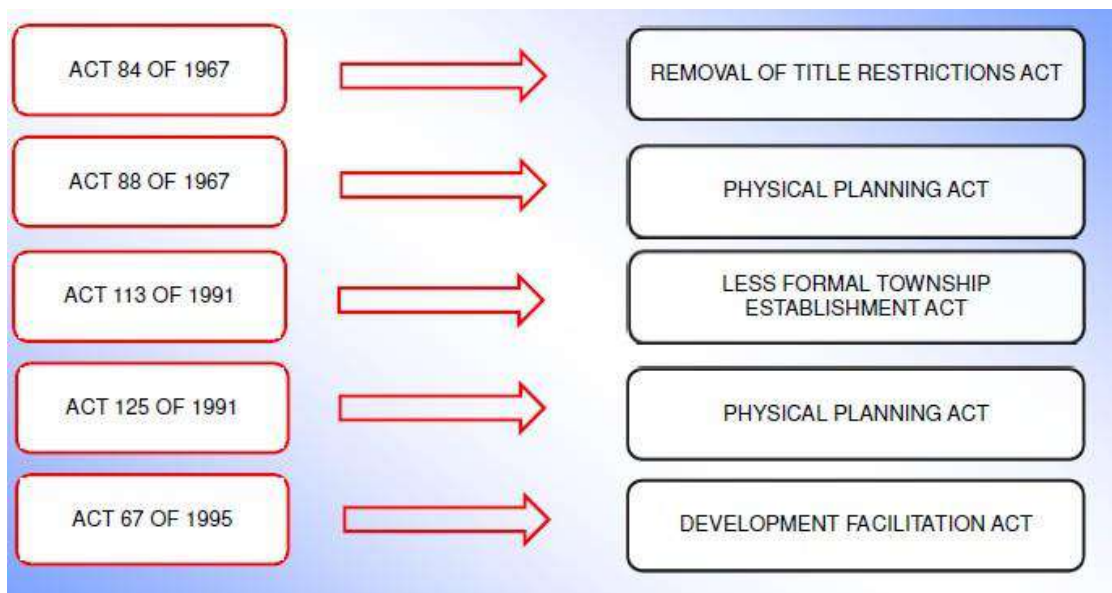 ACT 84 OF 1967
REMOVAL OF TITLE RESTRICTIONS ACT
ACT 88 OF 1967
PHYSICAL PLANNING ACT
ACT 113 OF 1991
LESS FORMAL TOWNSHIP
ESTABLISHMENT ACT
ACT 125 OF 1991
PHYSICAL PLANNING ACT
ACT 67 OF 1995
DEVELOPMENT FACILITATION ACT